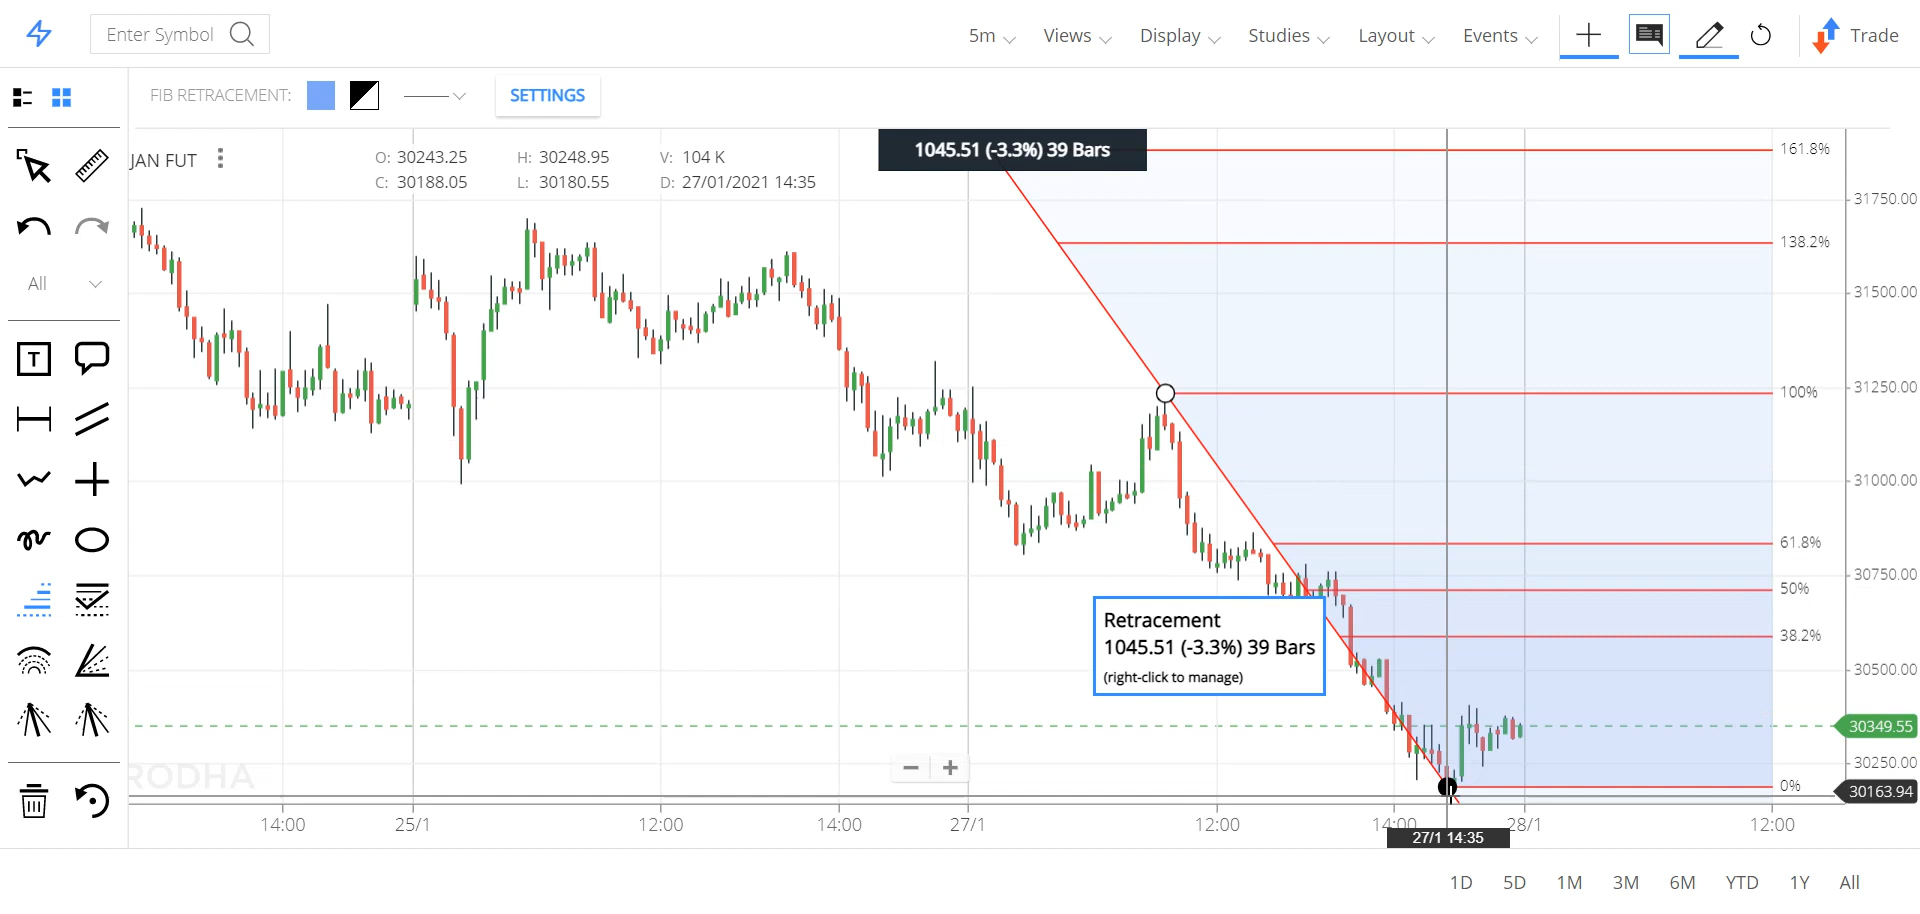 Enter Symbol
5m Views Display Studies Layout Events Trade
FIB RETRACEMENT: SETTINGS
JAN FUT
O: 30243.25 H: 30248.95 V: 104 K
C: 30188.05 L: 30180.55 D: 27/01/2021 14:35
1045.51 (-3.3%) 39 Bars
161.8%
31750.00
138.2%
All
31500.00
T
100%
31250.00
31000.00
61.8%
30750.00
50%
Retracement
1045.51 (-3.3%) 39 Bars
(right-click to manage)
38.2%
30500.00
30349.55
30250.00
RODHA
0%
30163.94
14:00 25/1 12:00 14:00 27/1 12:00 14:00 28/1 12:00
27/1 14:35
1D 5D 1M 3M 6M YTD 1Y All